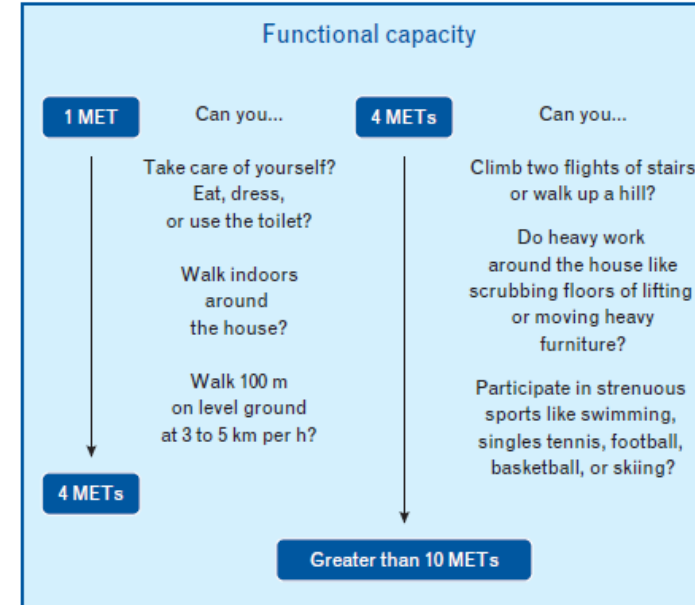 Functional capacity
1 MET
Can you...
Take care of yourself?
Eat, dress,
or use the toilet?
Walk indoors
around
the house?
Walk 100 m
on level ground
at 3 to 5 km per h?
4 METs
4 METs
Can you...
Climb two flights of stairs
or walk up a hill?
Do heavy work
around the house like
scrubbing floors of lifting
or moving heavy
furniture?
Participate in strenuous
sports like swimming,
singles tennis, football,
basketball, or skiing?
Greater than 10 METs